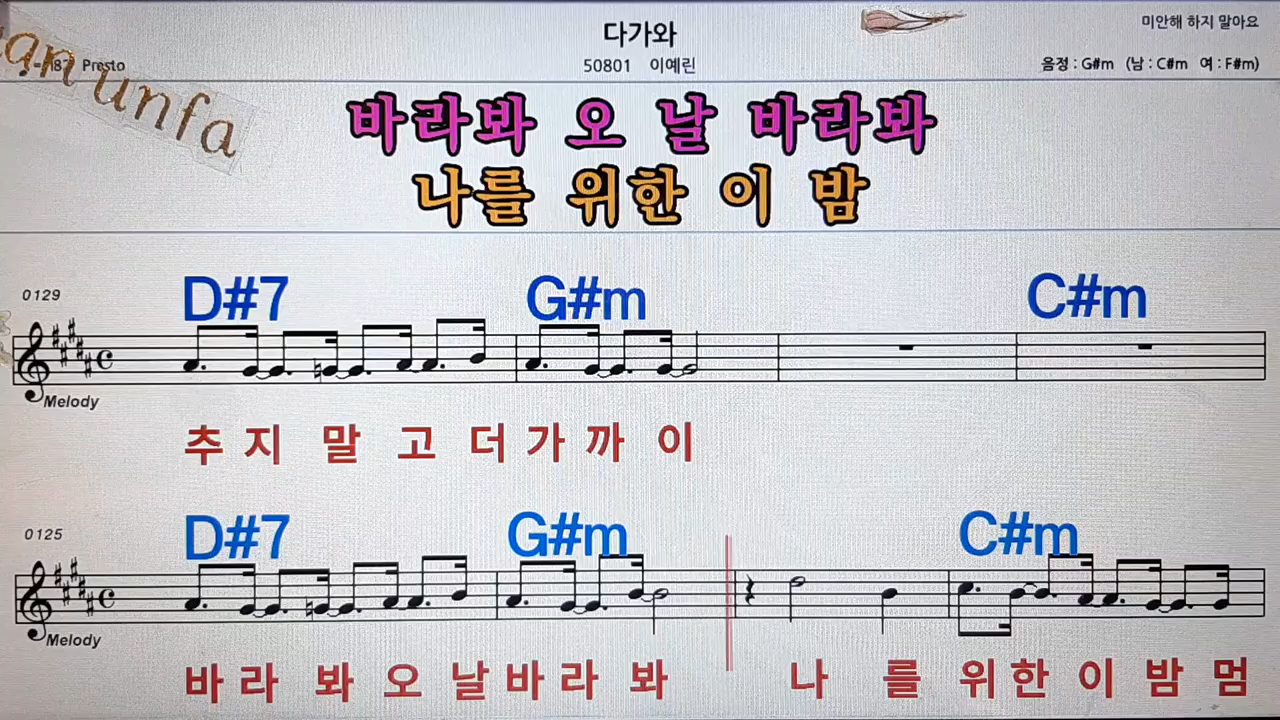 다가와
미안해 하지 말아요
an unfa
187 Presto
50801 이예린
음정 : G#m (남 : C#m 여 : F#m)
바라봐 오 날 바라봐
나를 위한 이 밤
0129
D#7 G#m C#m
Melody
추 지 말 고 더 가 까 이
0125
D#7 G#m C#m
Melody
바 라 봐 오 날 바 라 봐 나 를 위 한 이 밤 멈